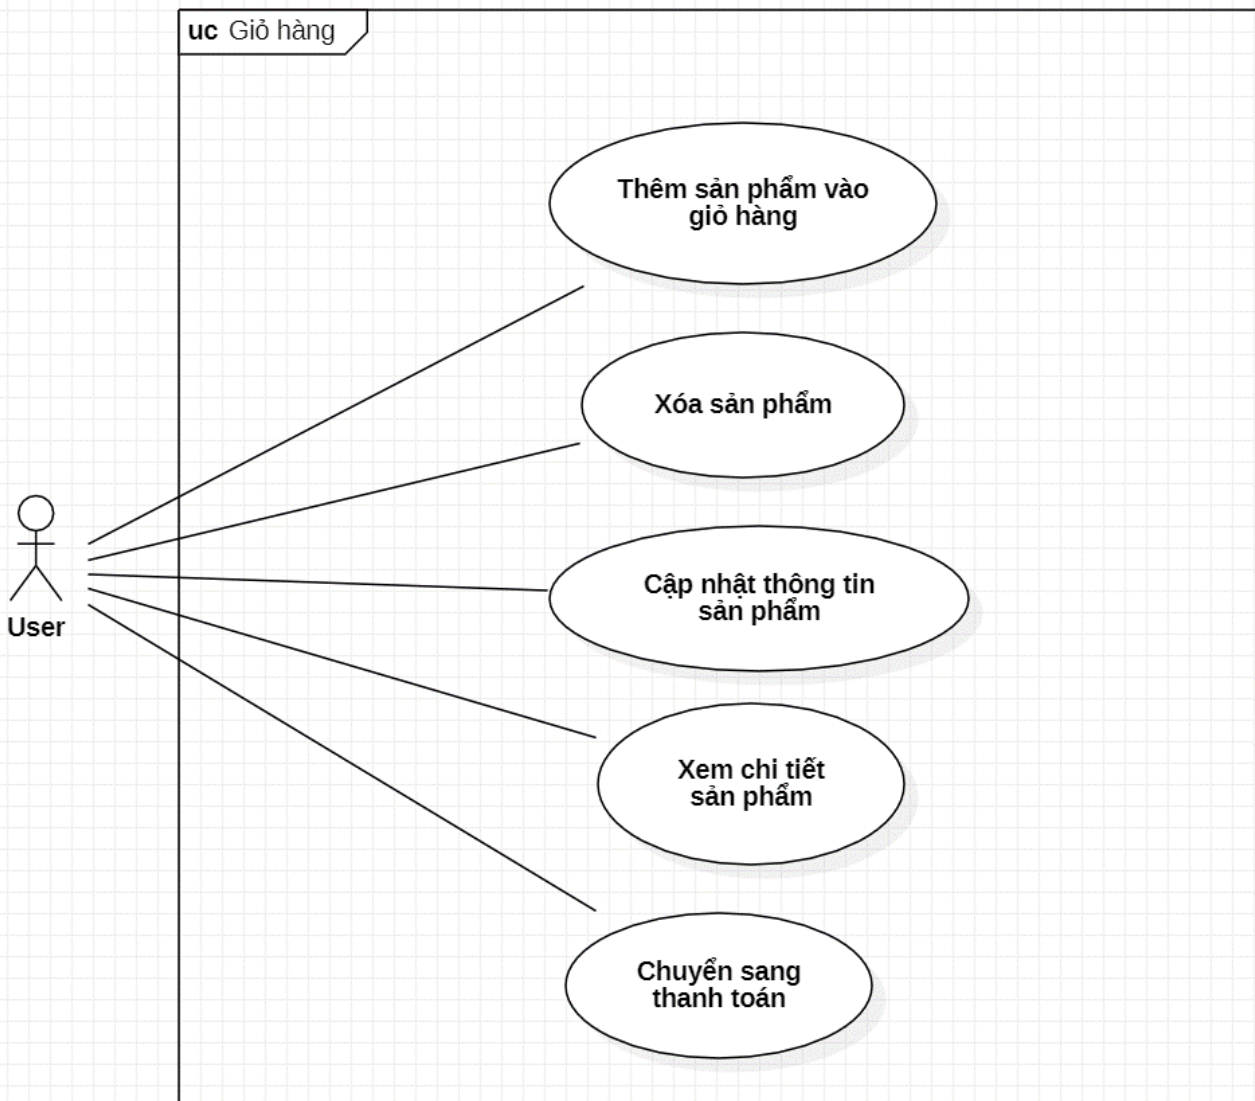 uc Giỏ hàng
Thêm sản phẩm vào
giỏ hàng
Xóa sản phẩm
Cập nhật thông tin
sản phẩm
User
Xem chi tiết
sản phẩm
Chuyển sang
thanh toán